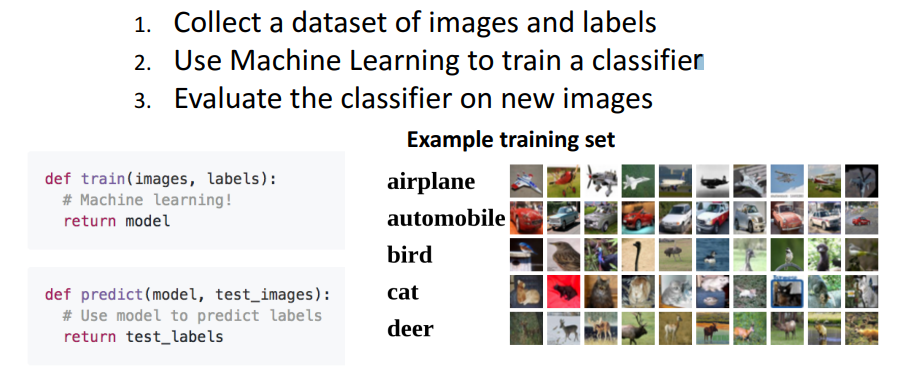 1. Collect a dataset of images and labels
2. Use Machine Learning to train a classifier
3. Evaluate the classifier on new images
Example training set
def train(images, labels):
# Machine learning!
return model
def predict(model, test_images):
# Use model to predict labels
return test_labels
airplane
automobile
bird
cat
deer